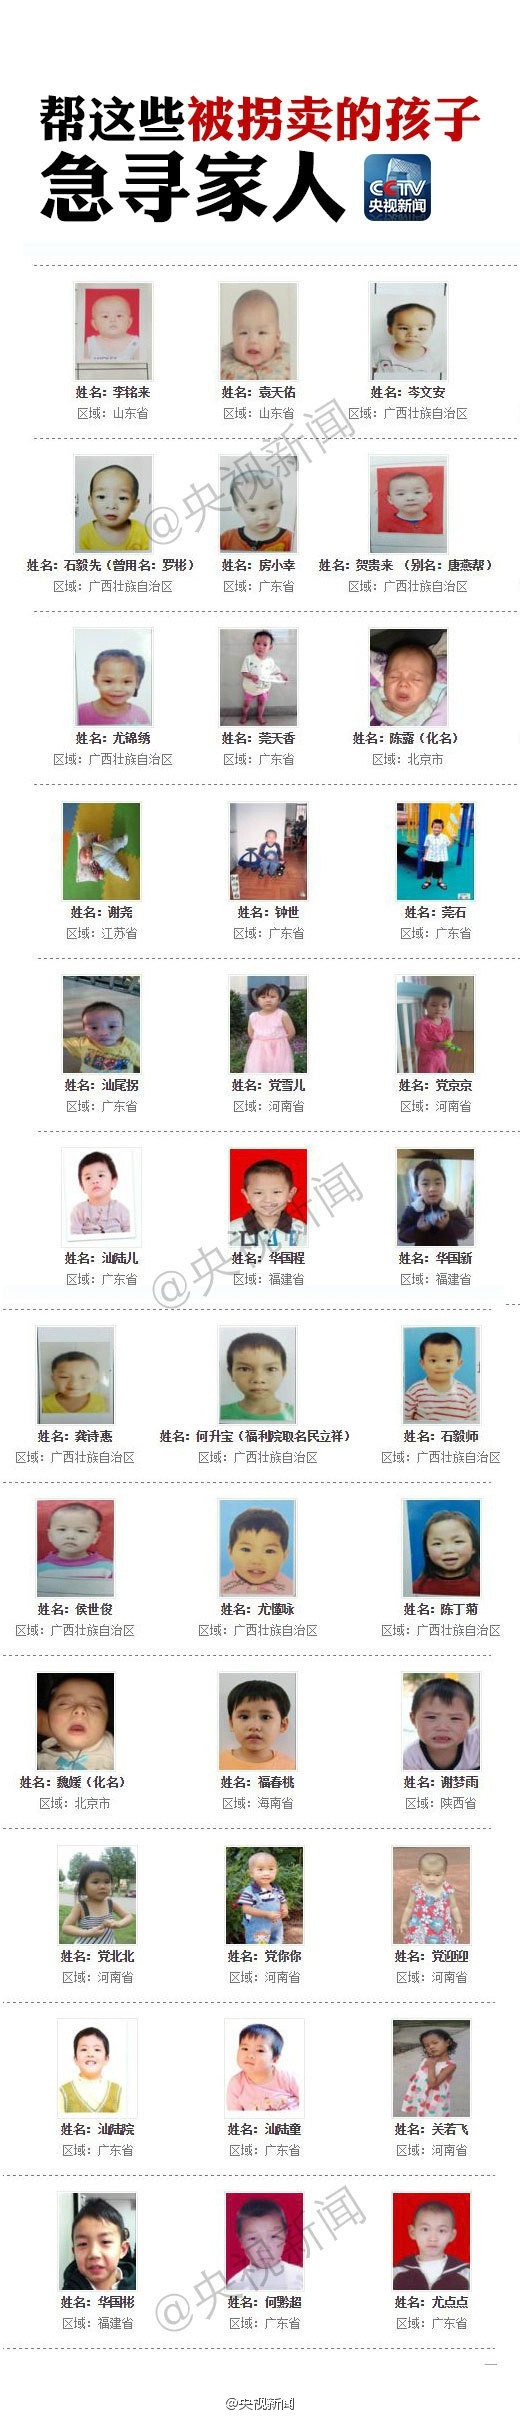 帮这些被拐卖的孩子
急寻家人
CCTV
央视新闻
姓名：李铭来 姓名：袁天佑 姓名：岑文安
区域：山东省 区域：山东省 区域：广西壮族自治区
@央视新闻
姓名：石毅先（曾用名：罗彬） 姓名：房小幸 姓名：贺贵来 （别名：唐燕帮）
区域：广西壮族自治区 区域：广东省 区域：广西壮族自治区
姓名：尤锦绣 姓名：莞天香 姓名：陈露（化名）
区域：广西壮族自治区 区域：广东省 区域：北京市
姓名：谢尧 姓名：钟世 姓名：莞石
区域：江苏省 区域：广东省 区域：广东省
姓名：汕尾拐 姓名：党雪儿 姓名：党京京
区域：广东省 区域：河南省 区域：河南省
姓名：汕陆儿 姓名：华国程 姓名：华国新
区域：广东省 区域：福建省 区域：福建省
@央视新闻
姓名：龚诗惠 姓名：何升宝（福利院取名民立祥） 姓名：石毅师
区域：广西壮族自治区 区域：广西壮族自治区 区域：广西壮族自治区
姓名：侯世俊 姓名：尤懂咏 姓名：陈丁菊
区域：广西壮族自治区 区域：广西壮族自治区 区域：广西壮族自治区
姓名：魏媛（化名） 姓名：福春桃 姓名：谢梦雨
区域：北京市 区域：海南省 区域：陕西省
姓名：党北北 姓名：党你你 姓名：党迎迎
区域：河南省 区域：河南省 区域：河南省
姓名：汕陆院 姓名：汕陆童 姓名：关若飞
区域：广东省 区域：广东省 区域：河南省
姓名：华国彬 姓名：何黔超 姓名：尤点点
区域：福建省 区域：广东省 区域：广东省
@央视新闻
@央视新闻